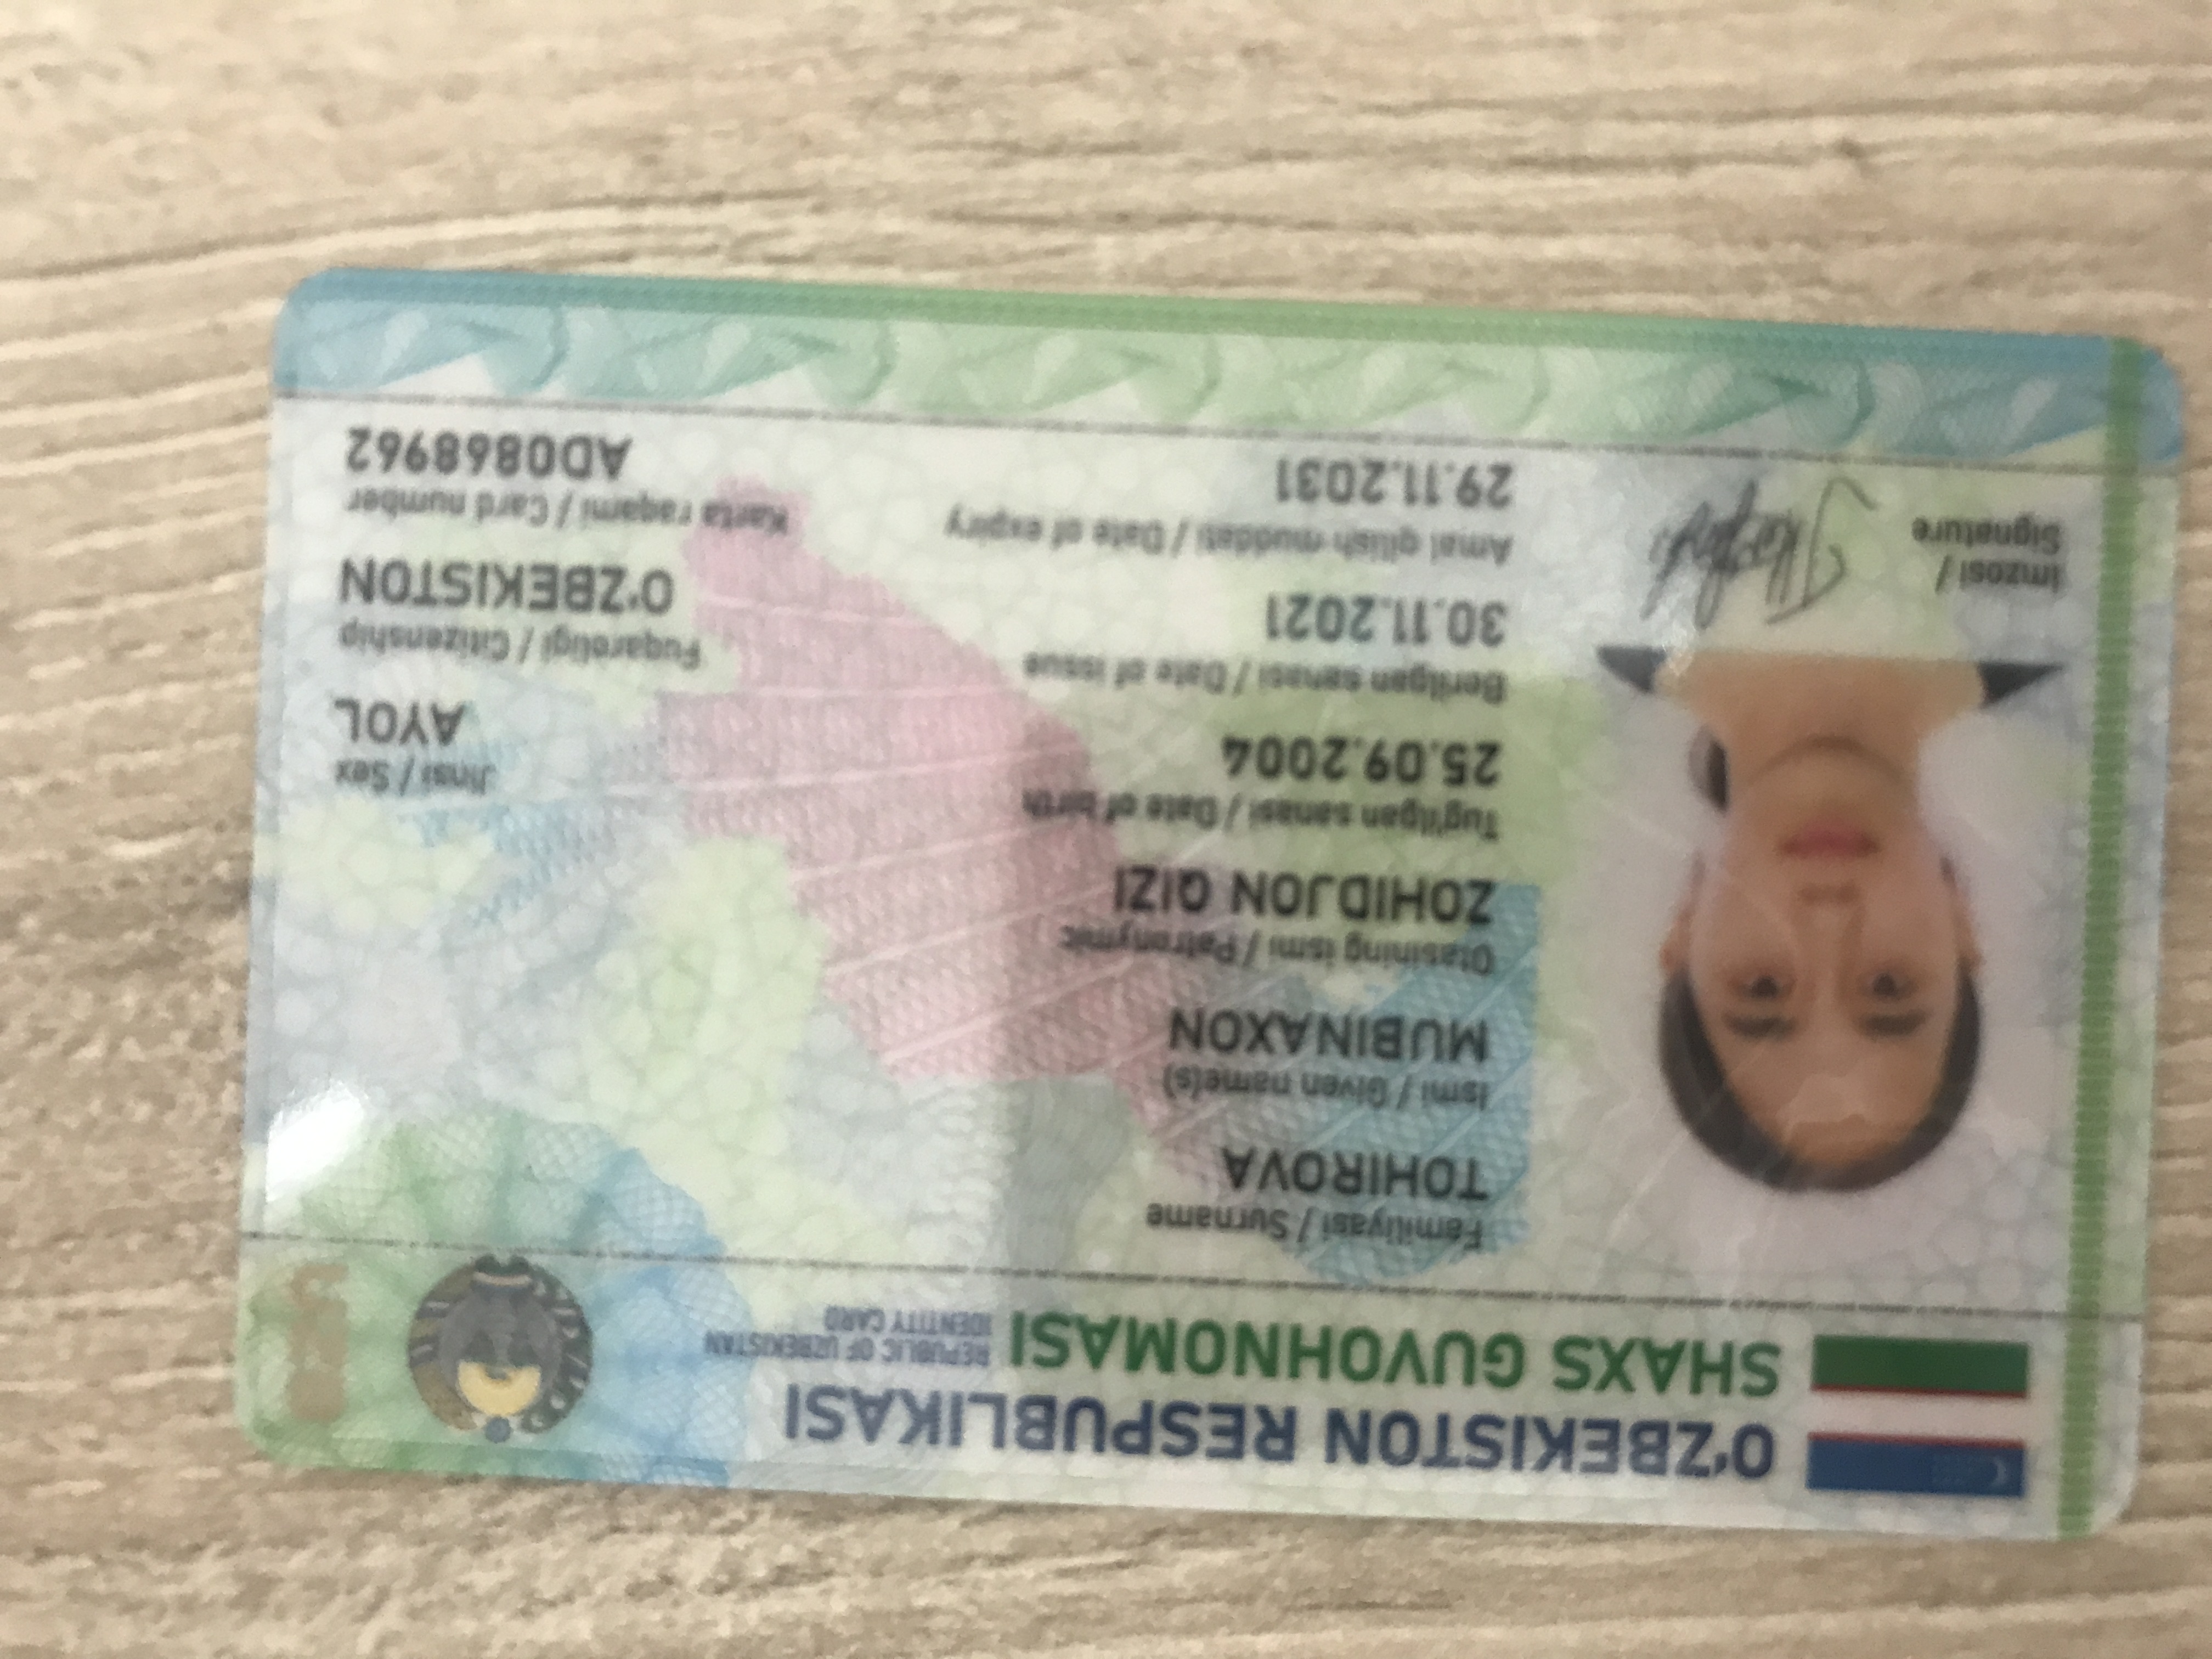 O‘ZBEKISTON RESPUBLIKASI
SHAXS GUVOHNOMASI
REPUBLIC OF UZBEKISTAN
IDENTITY CARD
Familiyasi / Surname
TOHIROVA
Ismi / Given name(s)
MUBINAXON
Otasining ismi / Patronymic
ZOHIDJON QIZI
Tug‘ilgan sanasi / Date of birth
25.09.2004
Jinsi / Sex
AYOL
Berilgan sanasi / Date of issue
30.11.2021
Fuqaroligi / Citizenship
O‘ZBEKISTON
Amal qilish muddati / Date of expiry
29.11.2031
Karta raqami / Card number
AD0868962
Imzosi /
Signature